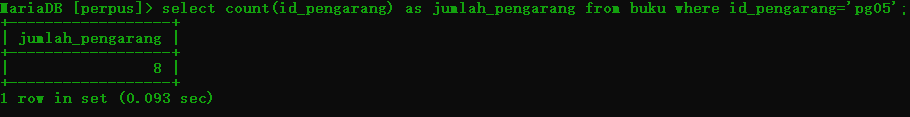 MariaDB [perpus]> select count(id_pengarang) as jumlah_pengarang from buku where id_pengarang='pg05';
+------------------+
| jumlah_pengarang |
+------------------+
|                8 |
+------------------+
1 row in set (0.093 sec)